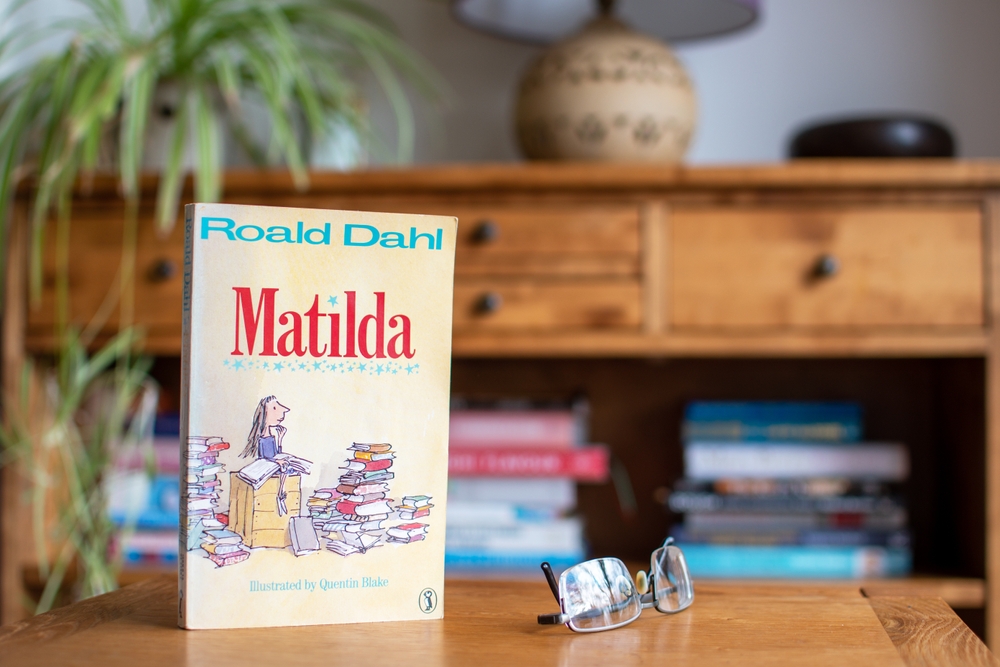 Roald Dahl
Matilda
Illustrated by Quentin Blake